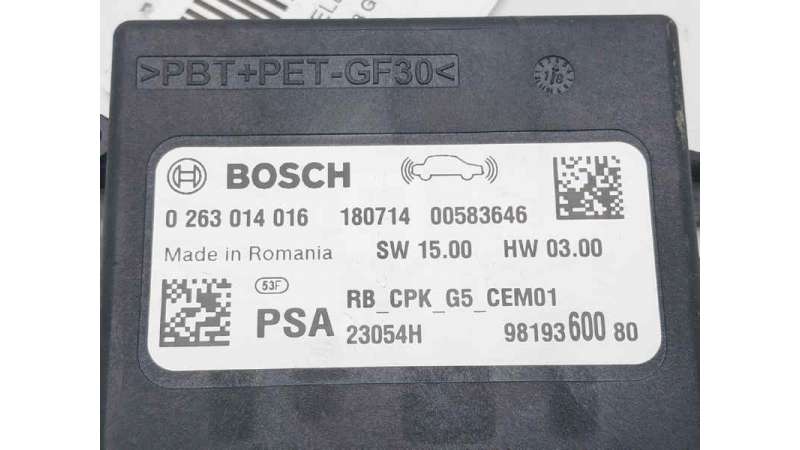 >PBT+PET-GF30<
BOSCH
0 263 014 016 180714 00583646
Made in Romania SW 15.00 HW 03.00
53F RB_CPK_G5_CEM01
PSA 23054H 98193 600 80